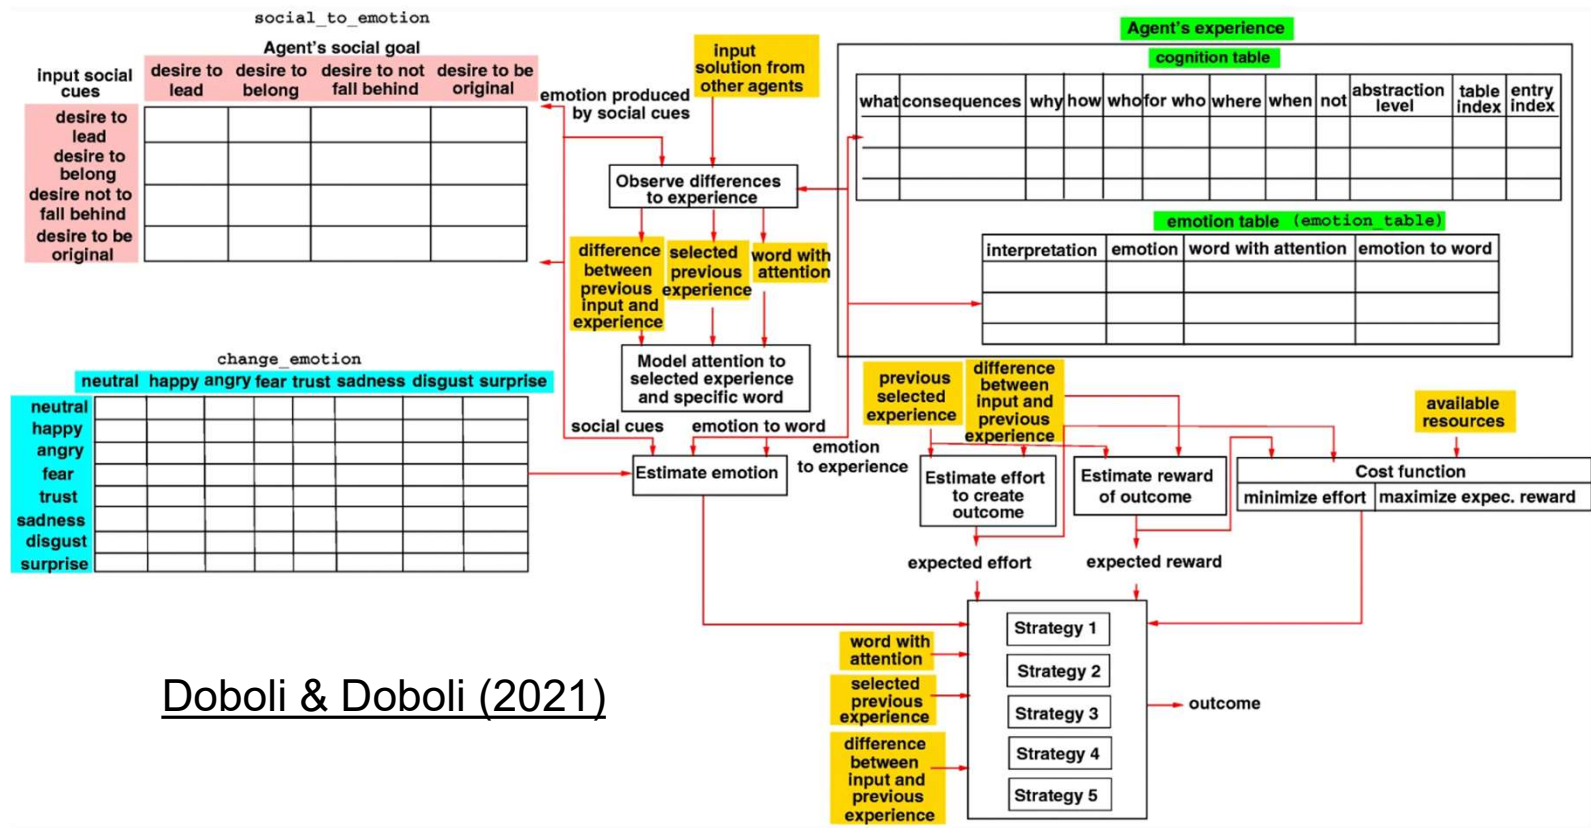 social_to_emotion
Agent's social goal
input social
cues
desire to
lead
desire to
belong
desire to not
fall behind
desire to be
original
desire to
lead
desire to
belong
desire not to
fall behind
desire to be
original
emotion produced
by social cues
input
solution from
other agents
Observe differences
to experience
difference
between
previous
input and
experience
selected
previous
experience
word with
attention
Model attention to
selected experience
and specific word
Agent's experience
cognition table
what consequences why how who for who where when not abstraction level table index entry index
emotion table (emotion_table)
interpretation emotion word with attention emotion to word
change_emotion
neutral happy angry fear trust sadness disgust surprise
neutral
happy
angry
fear
trust
sadness
disgust
surprise
social cues
emotion to word
emotion
to experience
Estimate emotion
previous
selected
experience
difference
between
input and
previous
experience
available
resources
Estimate effort
to create
outcome
Estimate reward
of outcome
Cost function
minimize effort maximize expec. reward
expected effort
expected reward
Strategy 1
Strategy 2
Strategy 3
Strategy 4
Strategy 5
word with
attention
selected
previous
experience
difference
between
input and
previous
experience
outcome
Doboli & Doboli (2021)